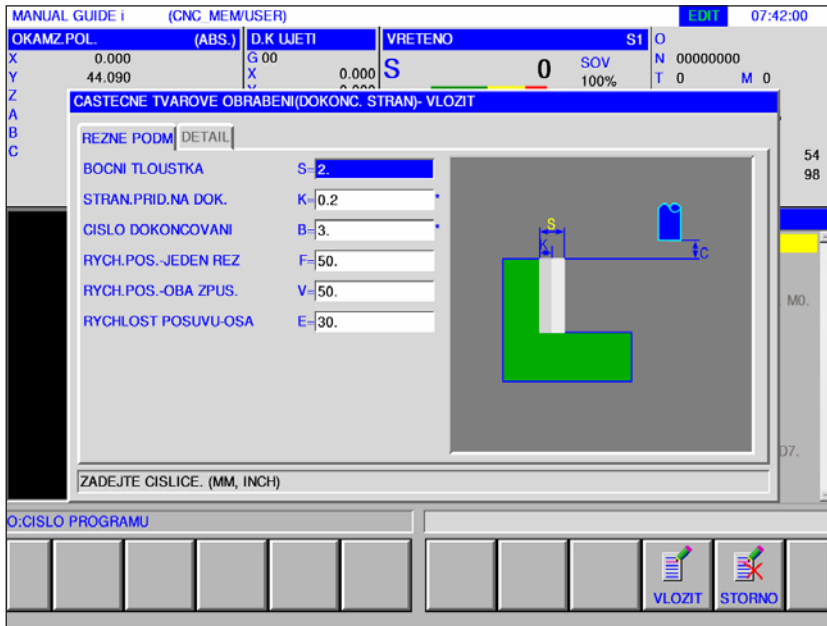 MANUAL GUIDE i (CNC_MEM/USER) EDIT 07:42:00
OKAMZ.POL. (ABS.) D.K UJETI VRETENO S1 O
X 0.000 G 00 N 00000000
Y 44.090 X 0.000 S 0 SOV 100% T 0 M 0
Z
CASTECNE TVAROVE OBRABENI(DOKONC. STRAN)- VLOZIT
A
B
C
REZNE PODM DETAIL
54
98
BOCNI TLOUSTKA S= 2.
STRAN.PRID.NA DOK. K= 0.2 *
CISLO DOKONCOVANI B= 3. *
RYCH.POS.-JEDEN REZ F= 50.
RYCH.POS.-OBA ZPUS. V= 50.
RYCHLOST POSUVU-OSA E= 30.
S
K
C
M0.
D7.
ZADEJTE CISLICE. (MM, INCH)
O:CISLO PROGRAMU
VLOZIT STORNO